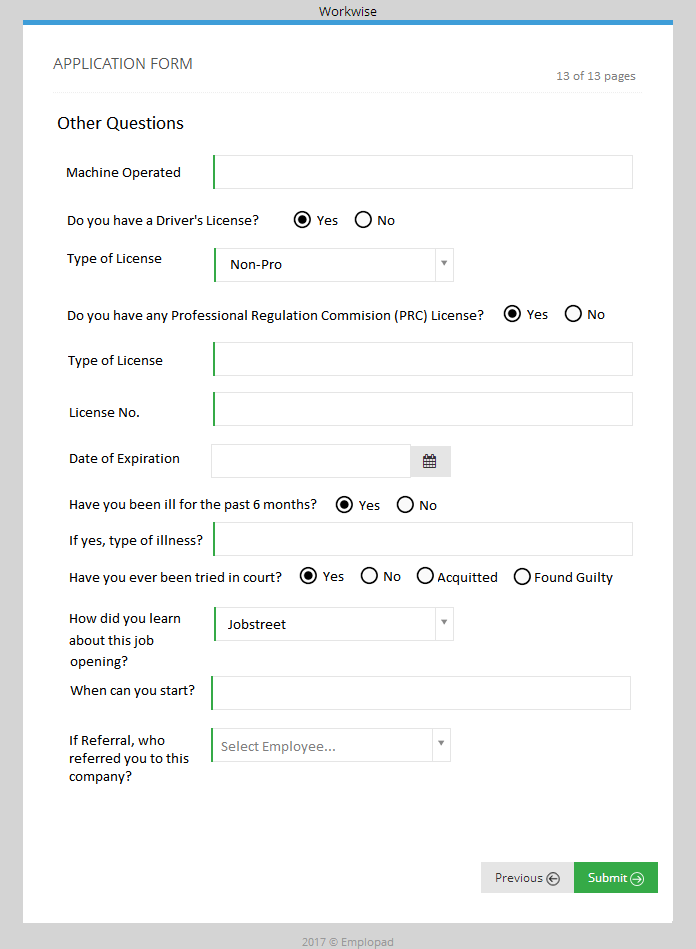 Workwise
APPLICATION FORM
13 of 13 pages
Other Questions
Machine Operated
Do you have a Driver's License? Yes No
Type of License Non-Pro
Do you have any Professional Regulation Commision (PRC) License? Yes No
Type of License
License No.
Date of Expiration
Have you been ill for the past 6 months? Yes No
If yes, type of illness?
Have you ever been tried in court? Yes No Acquitted Found Guilty
How did you learn
about this job
opening?
Jobstreet
When can you start?
If Referral, who
referred you to this
company?
Select Employee...
Previous Submit
2017 © Emplopad